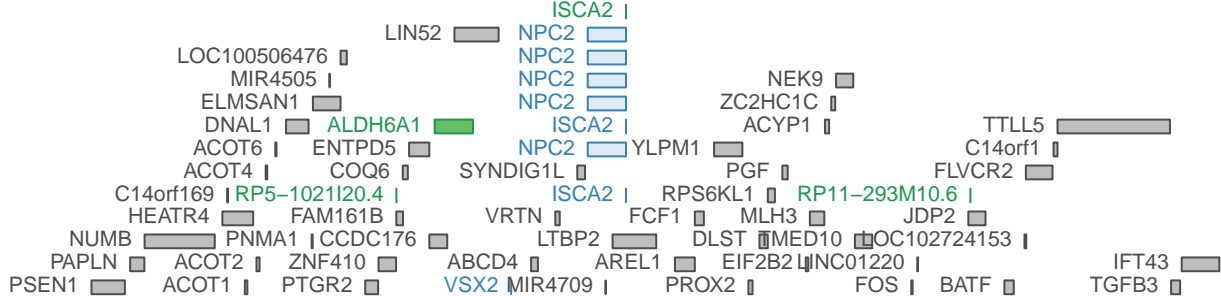 ISCA2
LIN52 NPC2
LOC100506476 NPC2
MIR4505 NPC2 NEK9
ELMSAN1 NPC2 ZC2HC1C
DNAL1 ALDH6A1 ISCA2 ACYP1 TTLL5
ACOT6 ENTPD5 NPC2 YLPM1 C14orf1
ACOT4 COQ6 SYNDIG1L PGF FLVCR2
C14orf169 RP5−1021I20.4 ISCA2 RPS6KL1 RP11−293M10.6
HEATR4 FAM161B VRTN FCF1 MLH3 JDP2
NUMB PNMA1 CCDC176 LTBP2 DLST TMED10 LOC102724153
PAPLN ACOT2 ZNF410 ABCD4 AREL1 EIF2B2 LINC01220 IFT43
PSEN1 ACOT1 PTGR2 VSX2 MIR4709 PROX2 FOS BATF TGFB3